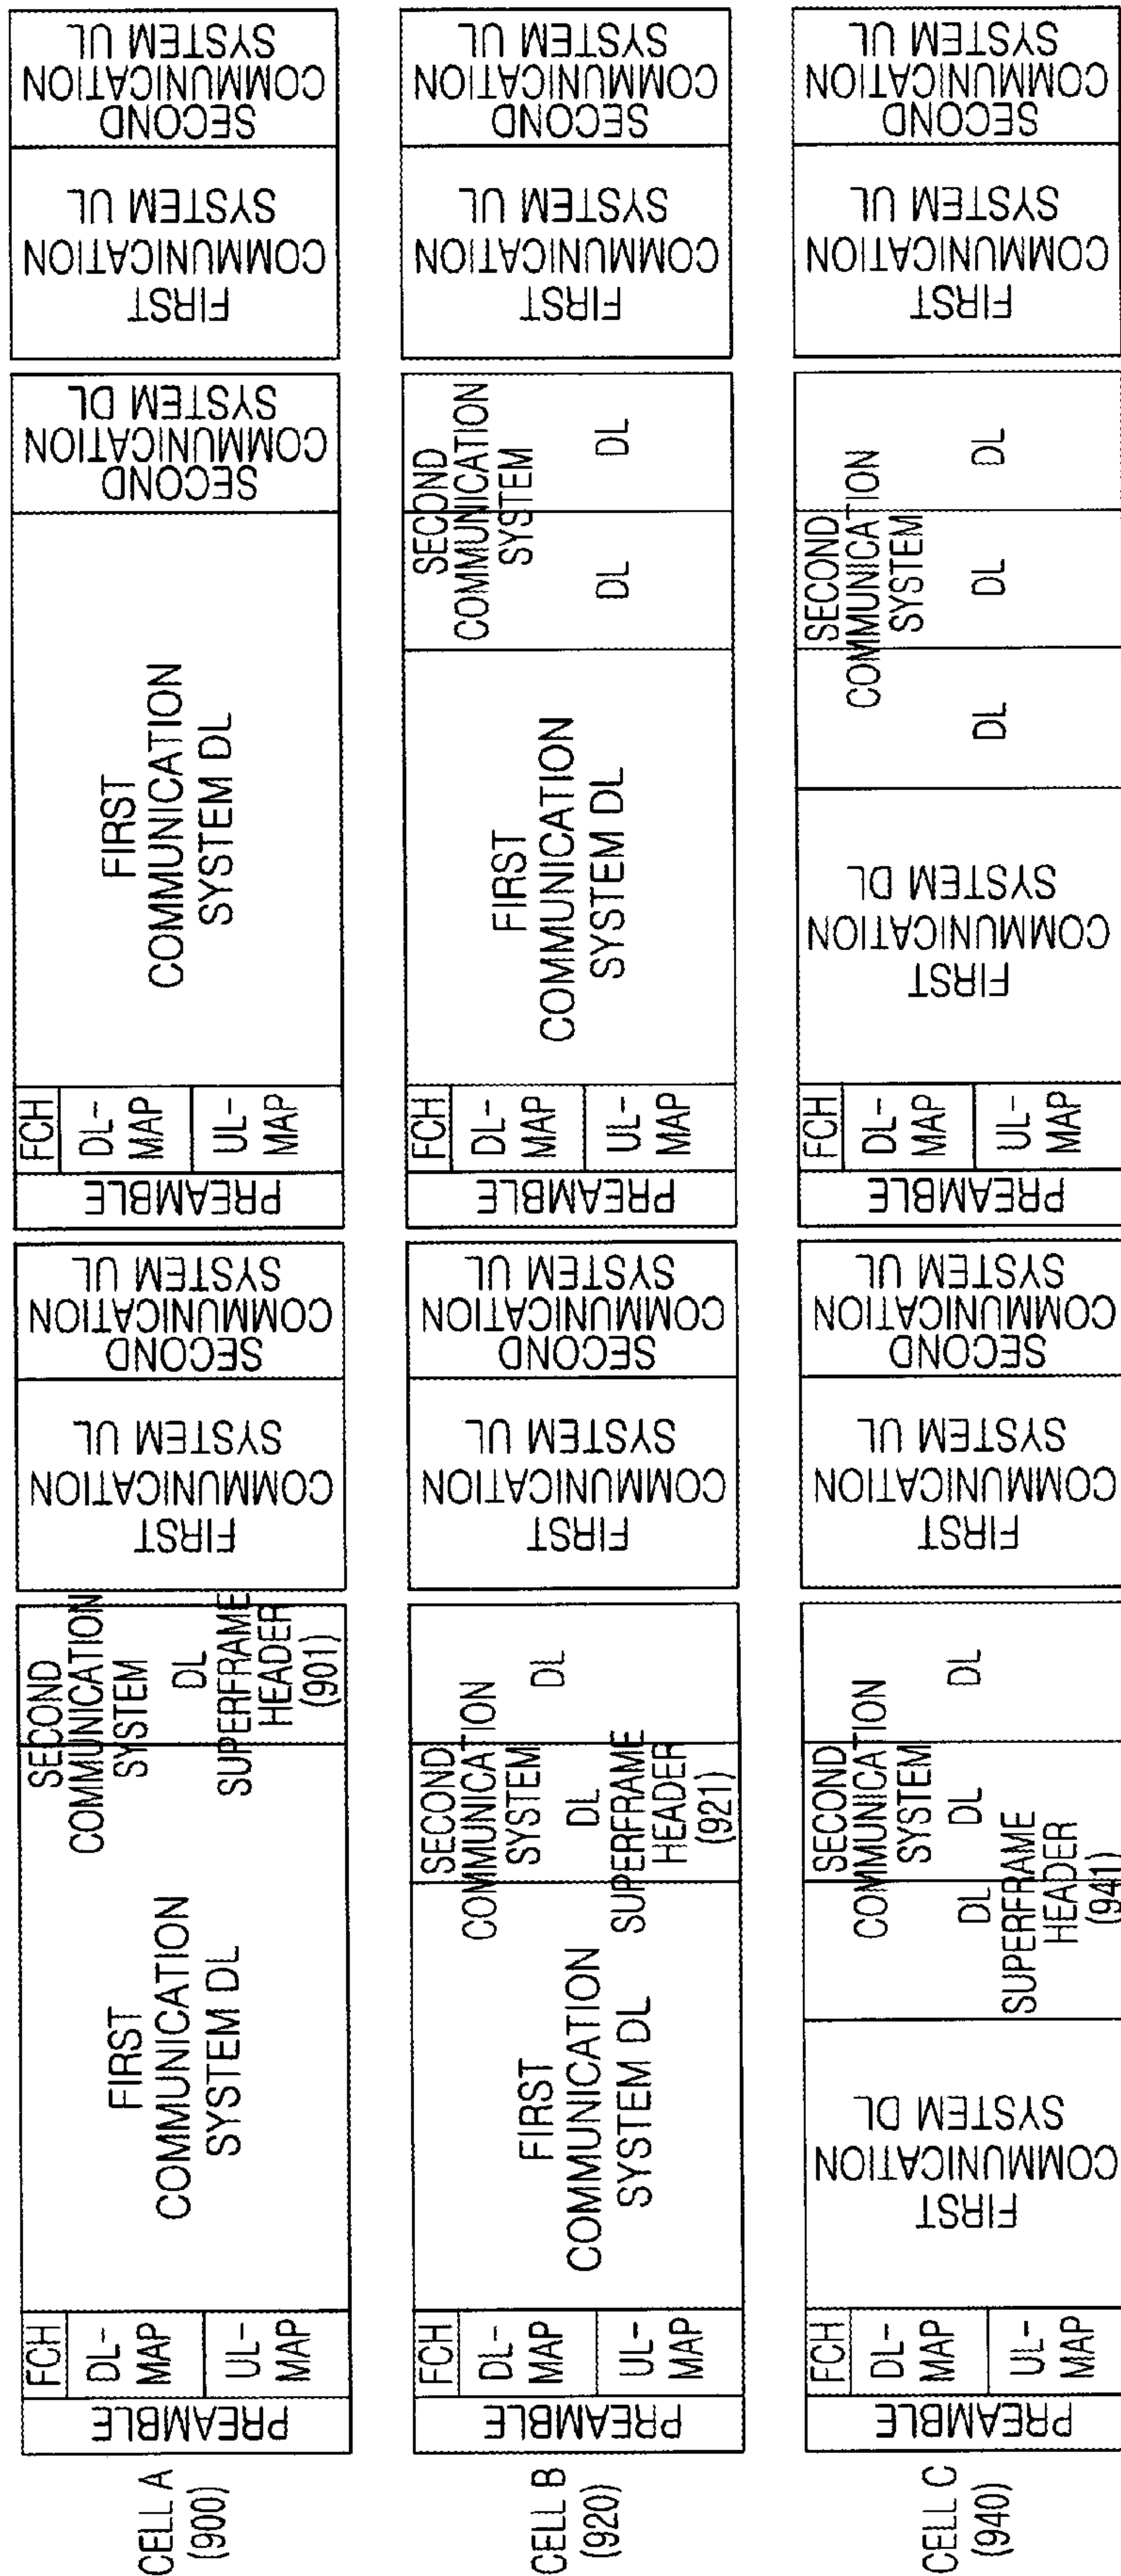 CELL A
(900)
PREAMBLE
FCH
DL-
MAP
UL-
MAP
FIRST
COMMUNICATION
SYSTEM DL
SECOND
COMMUNICATION
SYSTEM
DL
SUPERFRAME
HEADER
(901)
FIRST
COMMUNICATION
SYSTEM UL
SECOND
COMMUNICATION
SYSTEM UL
PREAMBLE
FCH
DL-
MAP
UL-
MAP
FIRST
COMMUNICATION
SYSTEM DL
SECOND
COMMUNICATION
SYSTEM DL
FIRST
COMMUNICATION
SYSTEM UL
SECOND
COMMUNICATION
SYSTEM UL
CELL B
(920)
PREAMBLE
FCH
DL-
MAP
UL-
MAP
FIRST
COMMUNICATION
SYSTEM DL
SECOND
COMMUNICATION
SYSTEM
DL
SUPERFRAME
HEADER
(921)
DL
FIRST
COMMUNICATION
SYSTEM UL
SECOND
COMMUNICATION
SYSTEM UL
PREAMBLE
FCH
DL-
MAP
UL-
MAP
FIRST
COMMUNICATION
SYSTEM DL
SECOND
COMMUNICATION
SYSTEM
DL
DL
FIRST
COMMUNICATION
SYSTEM UL
SECOND
COMMUNICATION
SYSTEM UL
CELL C
(940)
PREAMBLE
FCH
DL-
MAP
UL-
MAP
FIRST
COMMUNICATION
SYSTEM DL
SECOND
COMMUNICATION
SYSTEM
DL
SUPERFRAME
HEADER
(941)
DL
DL
FIRST
COMMUNICATION
SYSTEM UL
SECOND
COMMUNICATION
SYSTEM UL
PREAMBLE
FCH
DL-
MAP
UL-
MAP
FIRST
COMMUNICATION
SYSTEM DL
SECOND
COMMUNICATION
SYSTEM
DL
DL
DL
FIRST
COMMUNICATION
SYSTEM UL
SECOND
COMMUNICATION
SYSTEM UL